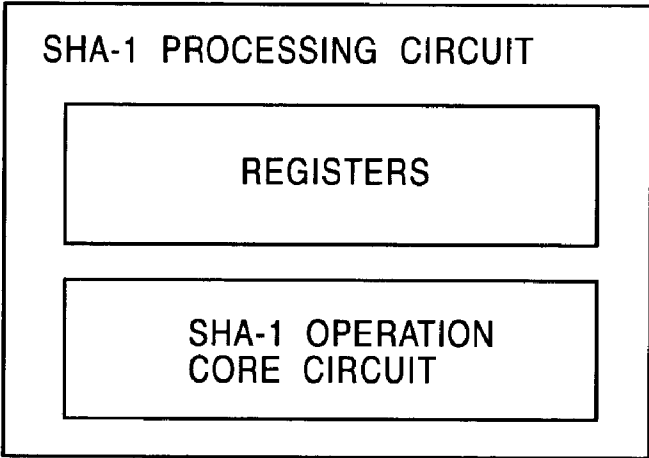 SHA-1 PROCESSING CIRCUIT
REGISTERS
SHA-1 OPERATION
CORE CIRCUIT